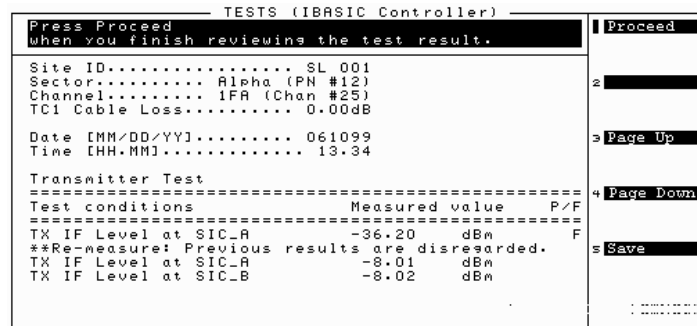 TESTS (IBASIC Controller)
Press Proceed
when you finish reviewing the test result.
Site ID................. SL 001
Sector.......... Alpha (PN #12)
Channel......... 1FA (Chan #25)
TC1 Cable Loss.......... 0.00dB
Date [MM/DD/YY]......... 061099
Time [HH.MM]............ 13.34
Transmitter Test
=======================================================
Test conditions Measured value P/F
=======================================================
TX IF Level at SIC_A -36.20 dBm F
**Re-measure: Previous results are disregarded.
TX IF Level at SIC_A -8.01 dBm
TX IF Level at SIC_B -8.02 dBm
1 Proceed
2
3 Page Up
4 Page Down
5 Save